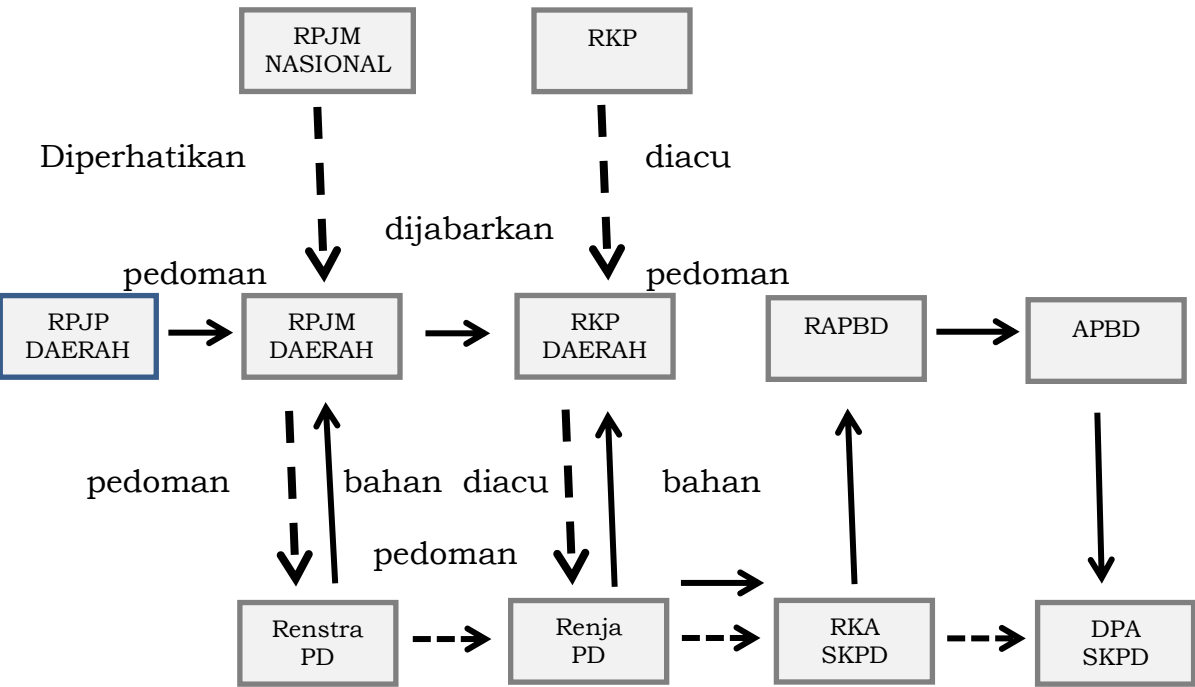 RPJM
NASIONAL
RKP
Diperhatikan
diacu
dijabarkan
pedoman
pedoman
RPJP
DAERAH
RPJM
DAERAH
RKP
DAERAH
RAPBD
APBD
pedoman
bahan
diacu
bahan
pedoman
Renstra
PD
Renja
PD
RKA
SKPD
DPA
SKPD